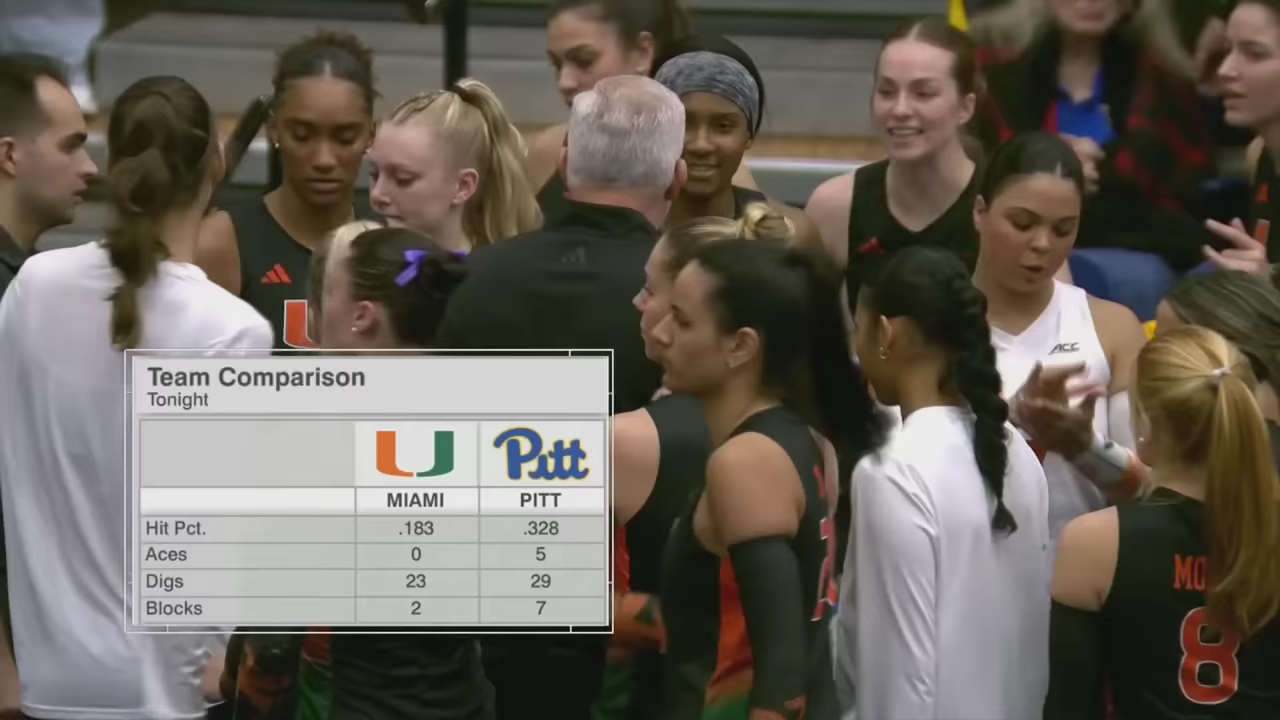 ACC
Team Comparison
Tonight
Pitt
MIAMI PITT
Hit Pct. .183 .328
Aces 0 5
Digs 23 29
Blocks 2 7
MO
8